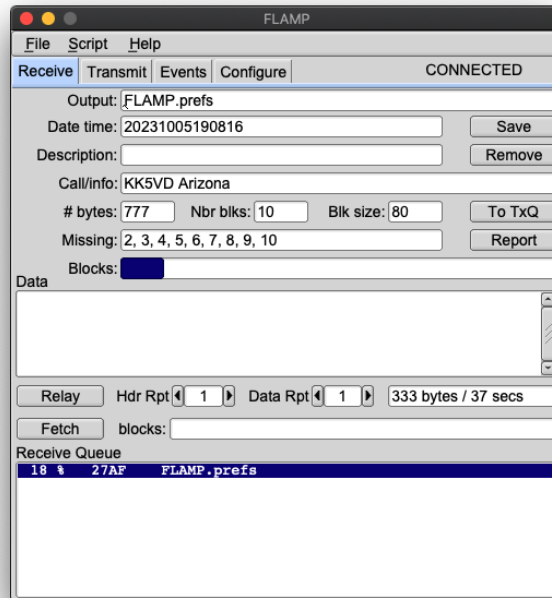 FLAMP
File Script Help
Receive Transmit Events Configure CONNECTED
Output: FLAMP.prefs
Date time: 20231005190816 Save
Description: Remove
Call/info: KK5VD Arizona
# bytes: 777 Nbr blks: 10 Blk size: 80 To TxQ
Missing: 2, 3, 4, 5, 6, 7, 8, 9, 10 Report
Blocks:
Data
Relay Hdr Rpt 1 Data Rpt 1 333 bytes / 37 secs
Fetch blocks:
Receive Queue
18 % 27AF FLAMP.prefs